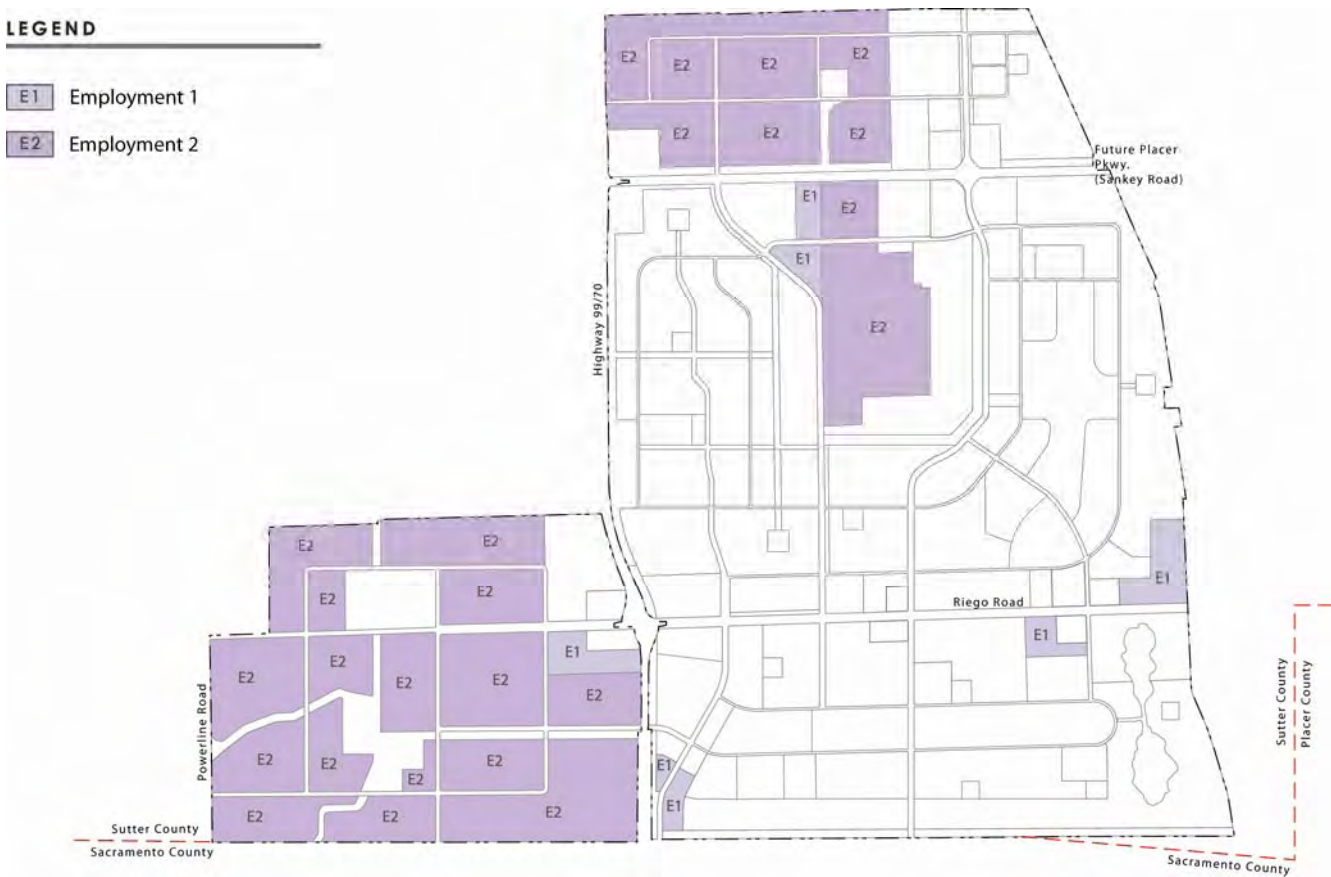 LEGEND
E1 Employment 1
E2 Employment 2
E2
E2
E2
E2
E2
E2
E2
Future Placer
Pkwy.
(Sankey Road)
E1
E2
E1
E2
Highway 99/70
E2
E2
E2
E2
E1
Riego Road
E1
E1
E2
E2
E2
E2
E2
Powerline Road
E2
E2
E2
E2
E1
E1
E2
E2
E2
Sutter County
Sacramento County
Sutter County
Placer County
Sacramento County